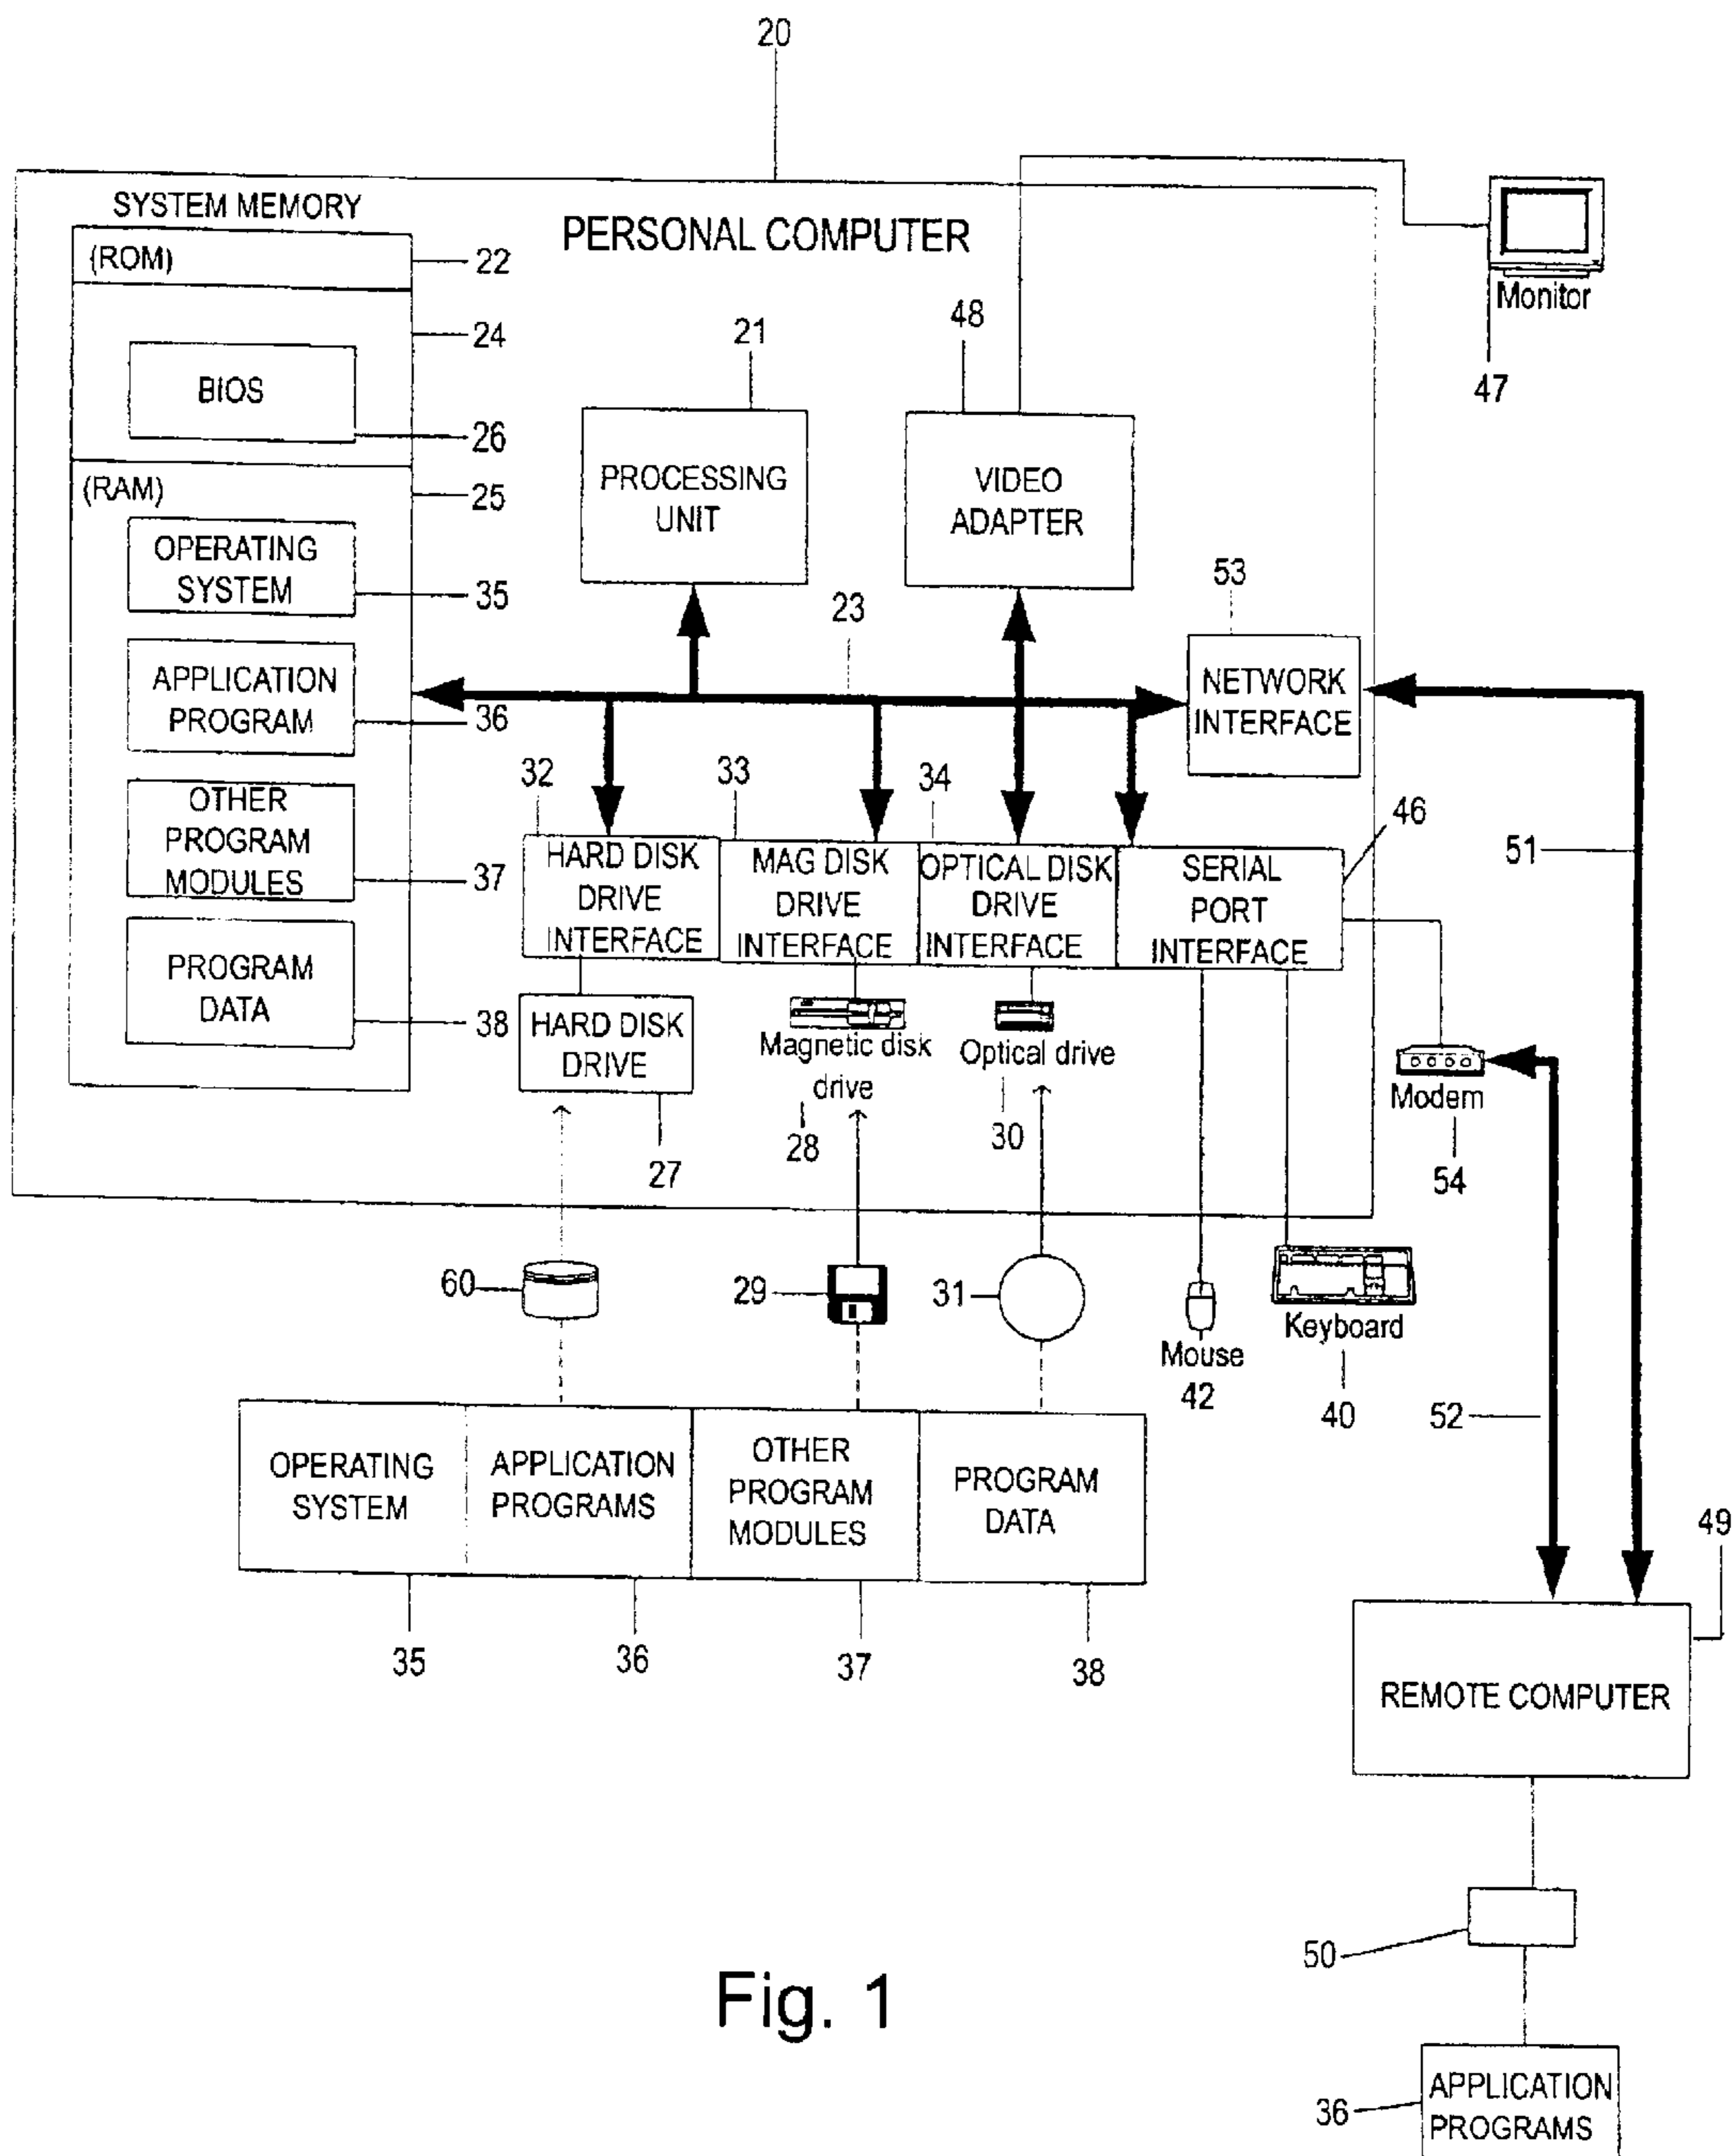 20
SYSTEM MEMORY
PERSONAL COMPUTER
(ROM)
22
24
BIOS
26
(RAM)
25
OPERATING
SYSTEM
35
APPLICATION
PROGRAM
36
OTHER
PROGRAM
MODULES
37
PROGRAM
DATA
38
21
PROCESSING
UNIT
48
VIDEO
ADAPTER
Monitor
47
23
53
NETWORK
INTERFACE
32
HARD DISK
DRIVE
INTERFACE
33
MAG DISK
DRIVE
INTERFACE
34
OPTICAL DISK
DRIVE
INTERFACE
46
SERIAL
PORT
INTERFACE
51
HARD DISK
DRIVE
27
Magnetic disk
drive
28
Optical drive
30
Modem
54
60
29
31
Mouse
42
Keyboard
40
52
OPERATING
SYSTEM
35
APPLICATION
PROGRAMS
36
OTHER
PROGRAM
MODULES
37
PROGRAM
DATA
38
49
REMOTE COMPUTER
50
Fig. 1
36
APPLICATION
PROGRAMS